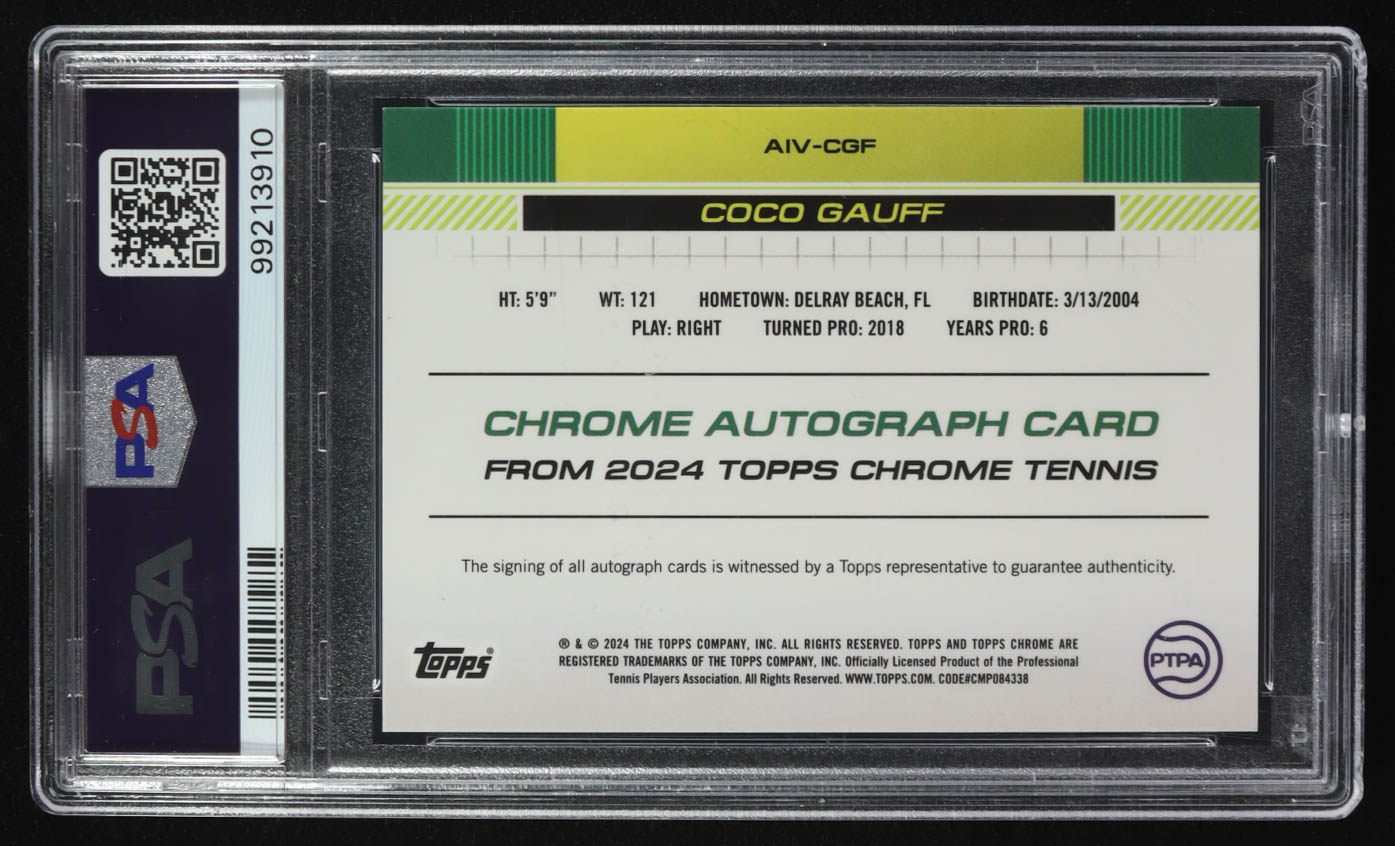 99213910
PSA
PSA
AIV-CGF
COCO GAUFF
HT: 5'9" WT: 121 HOMETOWN: DELRAY BEACH, FL BIRTHDATE: 3/13/2004
PLAY: RIGHT TURNED PRO: 2018 YEARS PRO: 6
CHROME AUTOGRAPH CARD
FROM 2024 TOPPS CHROME TENNIS
The signing of all autograph cards is witnessed by a Topps representative to guarantee authenticity.
topps®
® & © 2024 THE TOPPS COMPANY, INC. ALL RIGHTS RESERVED. TOPPS AND TOPPS CHROME ARE
REGISTERED TRADEMARKS OF THE TOPPS COMPANY, INC. Officially Licensed Product of the Professional
Tennis Players Association. All Rights Reserved. WWW.TOPPS.COM. CODE#CMP084338
PTPA
PSA